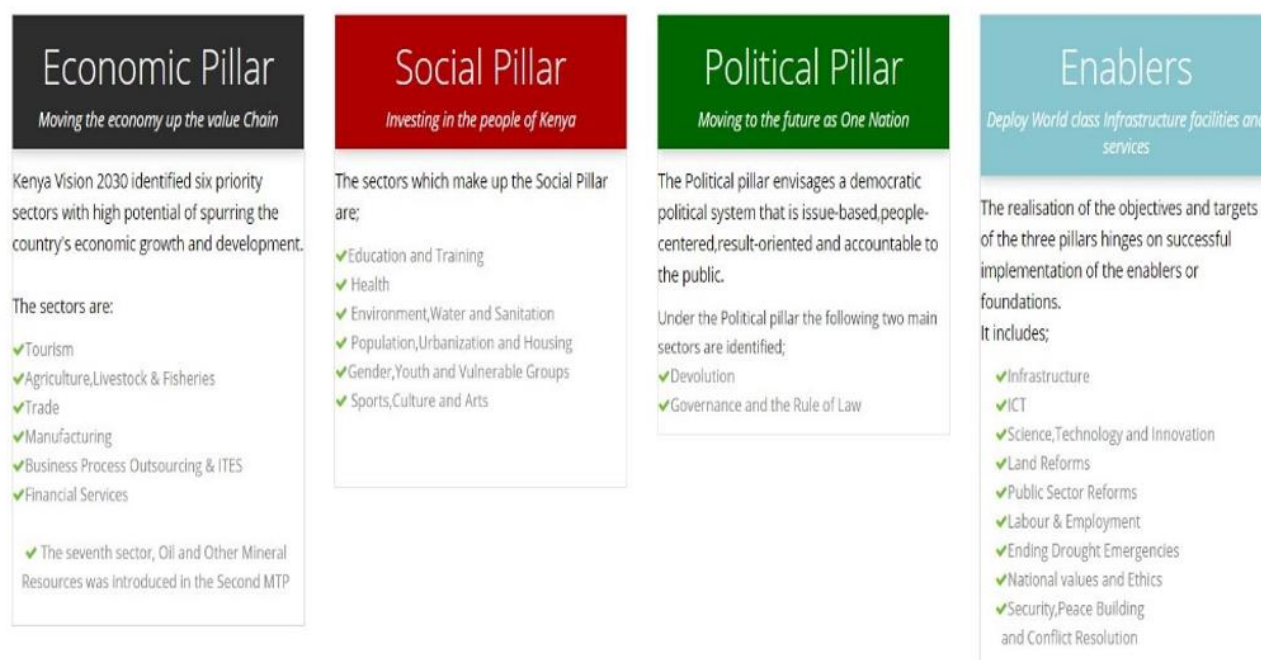 Economic Pillar
Moving the economy up the value Chain
Kenya Vision 2030 identified six priority
sectors with high potential of spurring the
country's economic growth and development.
The sectors are:
✔Tourism
✔Agriculture,Livestock & Fisheries
✔Trade
✔Manufacturing
✔Business Process Outsourcing & ITES
✔Financial Services
✔ The seventh sector, Oil and Other Mineral
Resources was introduced in the Second MTP
Social Pillar
Investing in the people of Kenya
The sectors which make up the Social Pillar
are;
✔Education and Training
✔ Health
✔ Environment,Water and Sanitation
✔ Population,Urbanization and Housing
✔Gender,Youth and Vulnerable Groups
✔ Sports,Culture and Arts
Political Pillar
Moving to the future as One Nation
The Political pillar envisages a democratic
political system that is issue-based,people-
centered,result-oriented and accountable to
the public.
Under the Political pillar the following two main
sectors are identified;
✔Devolution
✔Governance and the Rule of Law
Enablers
Deploy World class Infrastructure facilities and
services
The realisation of the objectives and targets
of the three pillars hinges on successful
implementation of the enablers or
foundations.
It includes;
✔Infrastructure
✔ICT
✔Science,Technology and Innovation
✔Land Reforms
✔Public Sector Reforms
✔Labour & Employment
✔Ending Drought Emergencies
✔National values and Ethics
✔Security,Peace Building
and Conflict Resolution